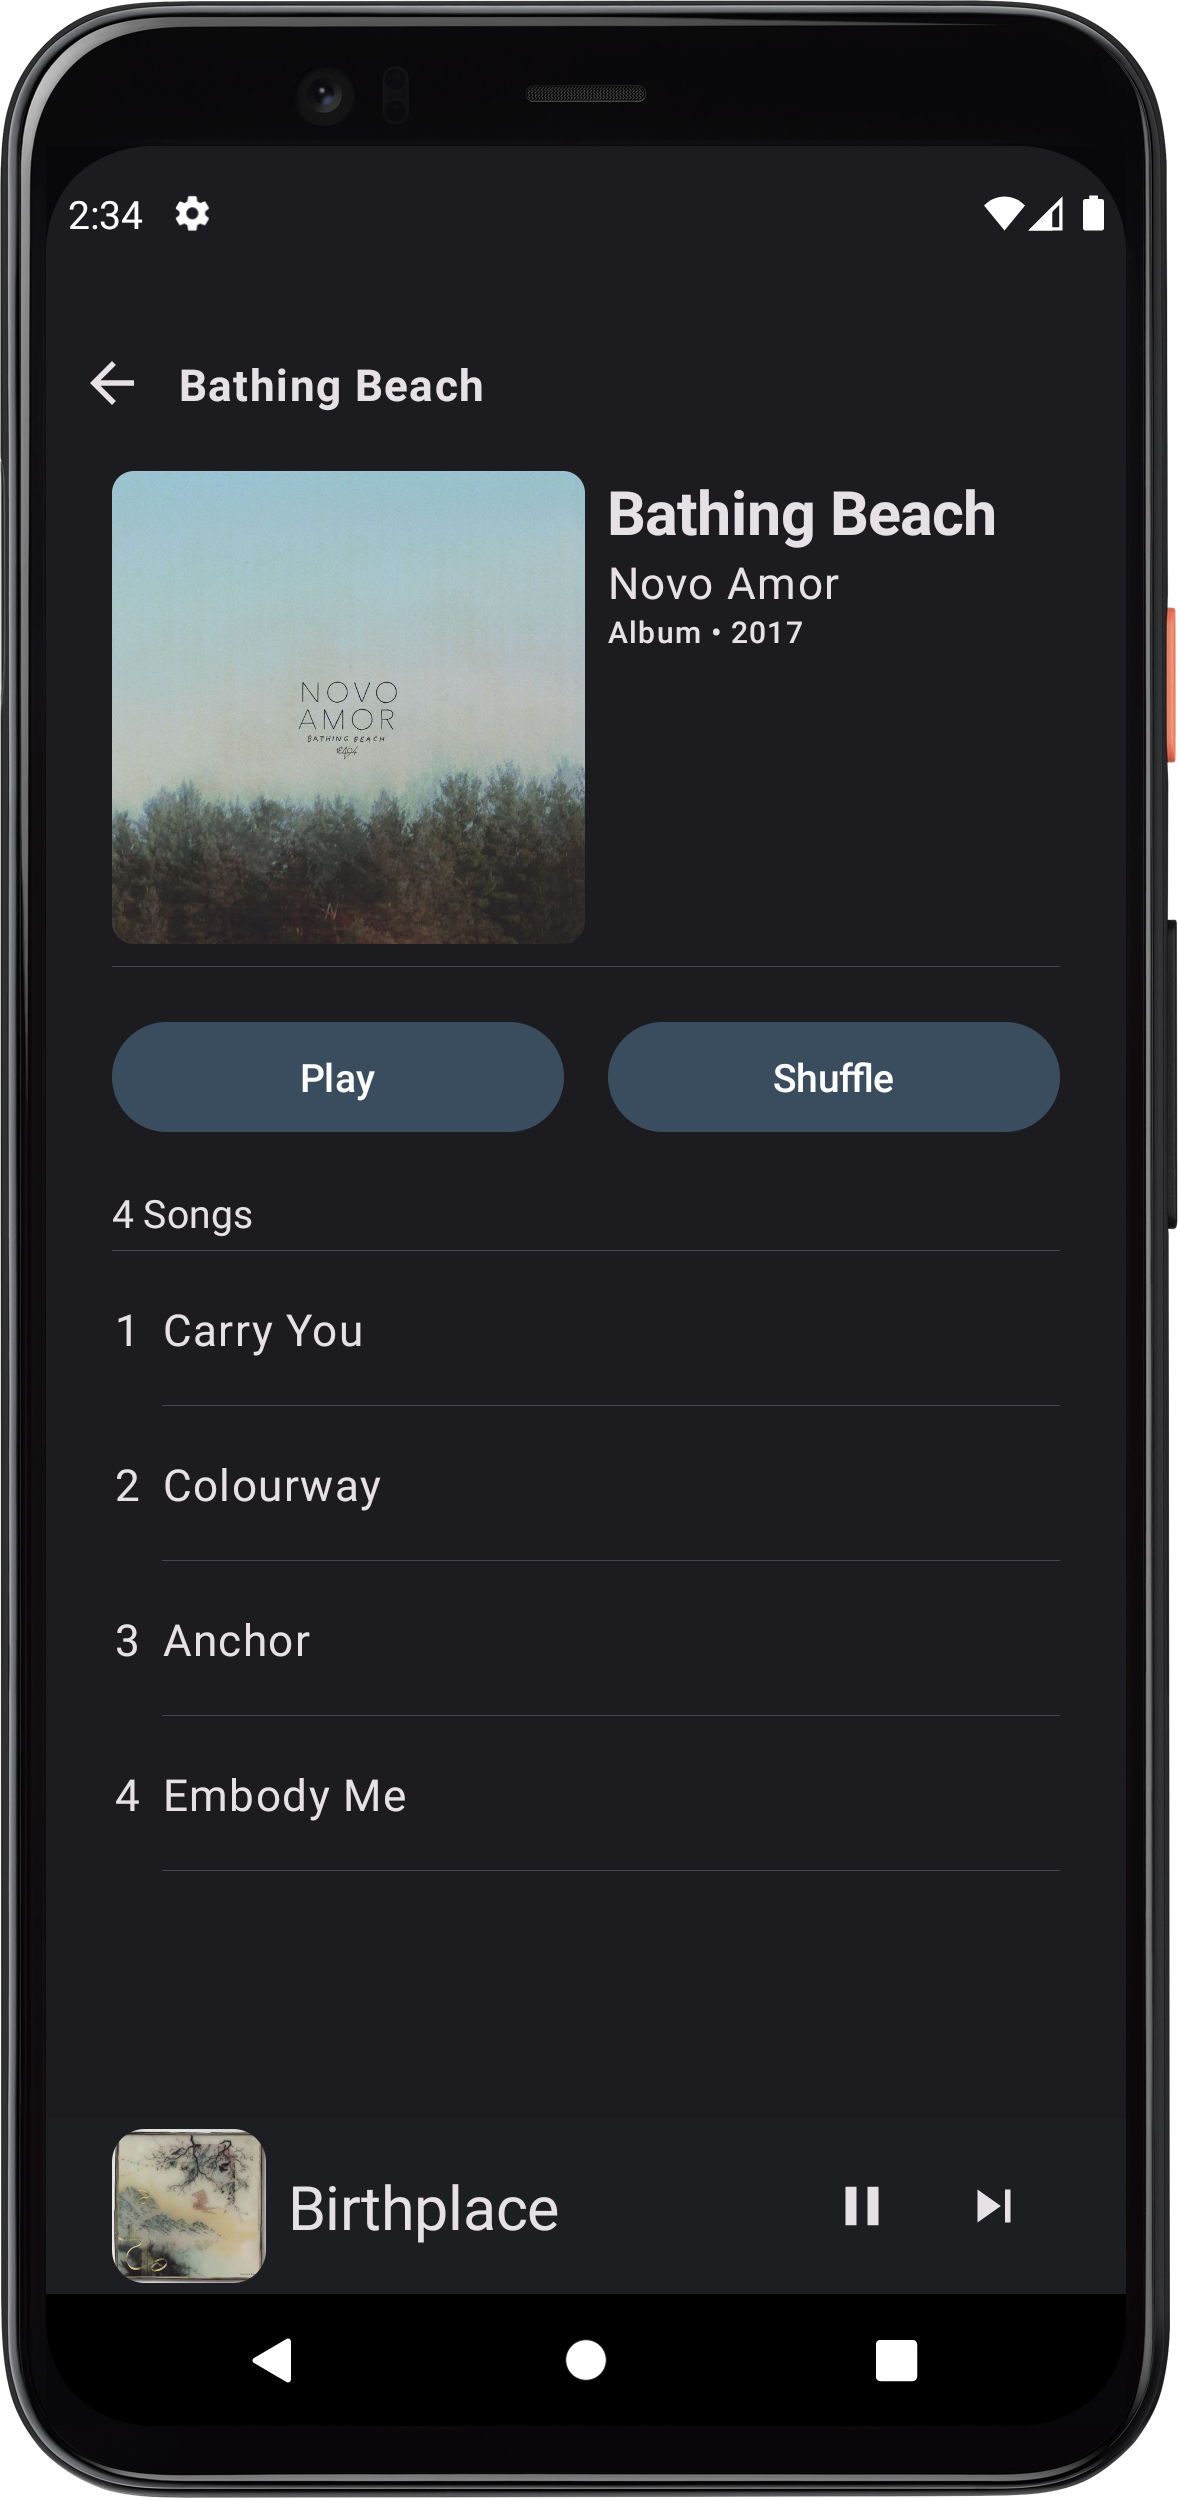 2:34
Bathing Beach
NOVO
AMOR
BATHING BEACH
Bathing Beach
Novo Amor
Album • 2017
Play
Shuffle
4 Songs
1 Carry You
2 Colourway
3 Anchor
4 Embody Me
Birthplace